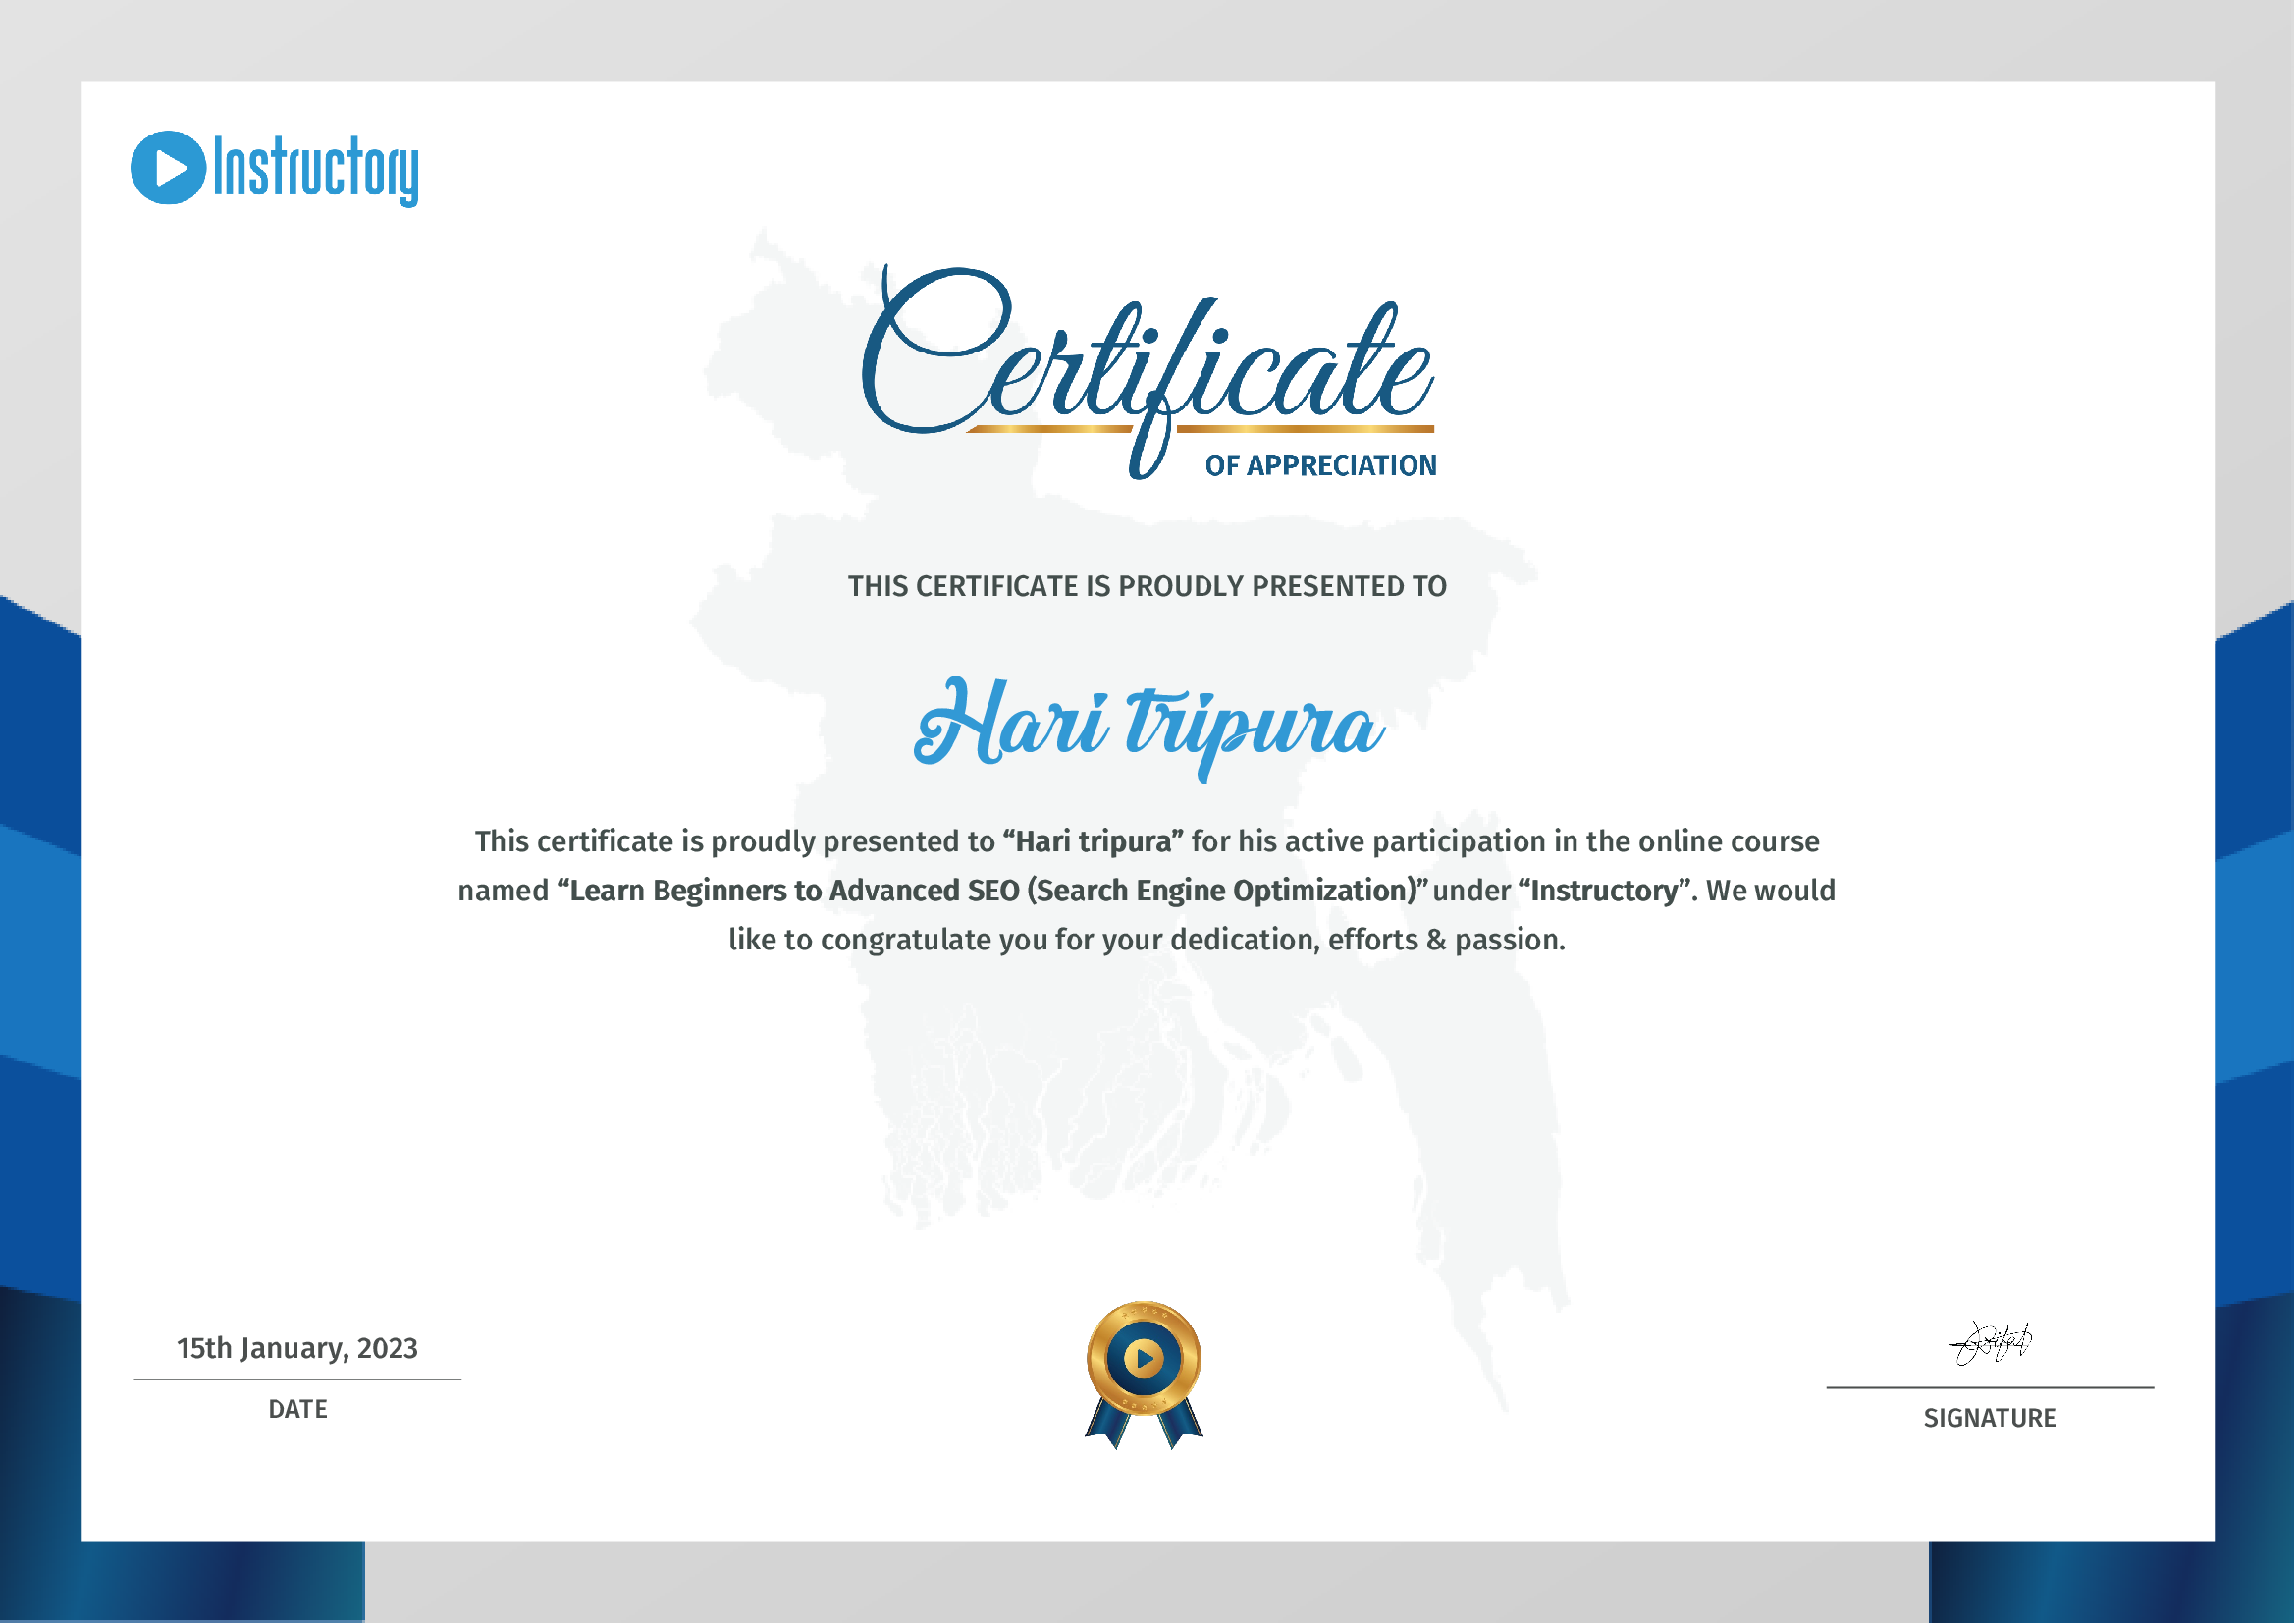 Instructory
Certificate
OF APPRECIATION
THIS CERTIFICATE IS PROUDLY PRESENTED TO
Hari tripura
This certificate is proudly presented to “Hari tripura” for his active participation in the online course
named “Learn Beginners to Advanced SEO (Search Engine Optimization)” under “Instructory”. We would
like to congratulate you for your dedication, efforts & passion.
15th January, 2023
DATE
SIGNATURE